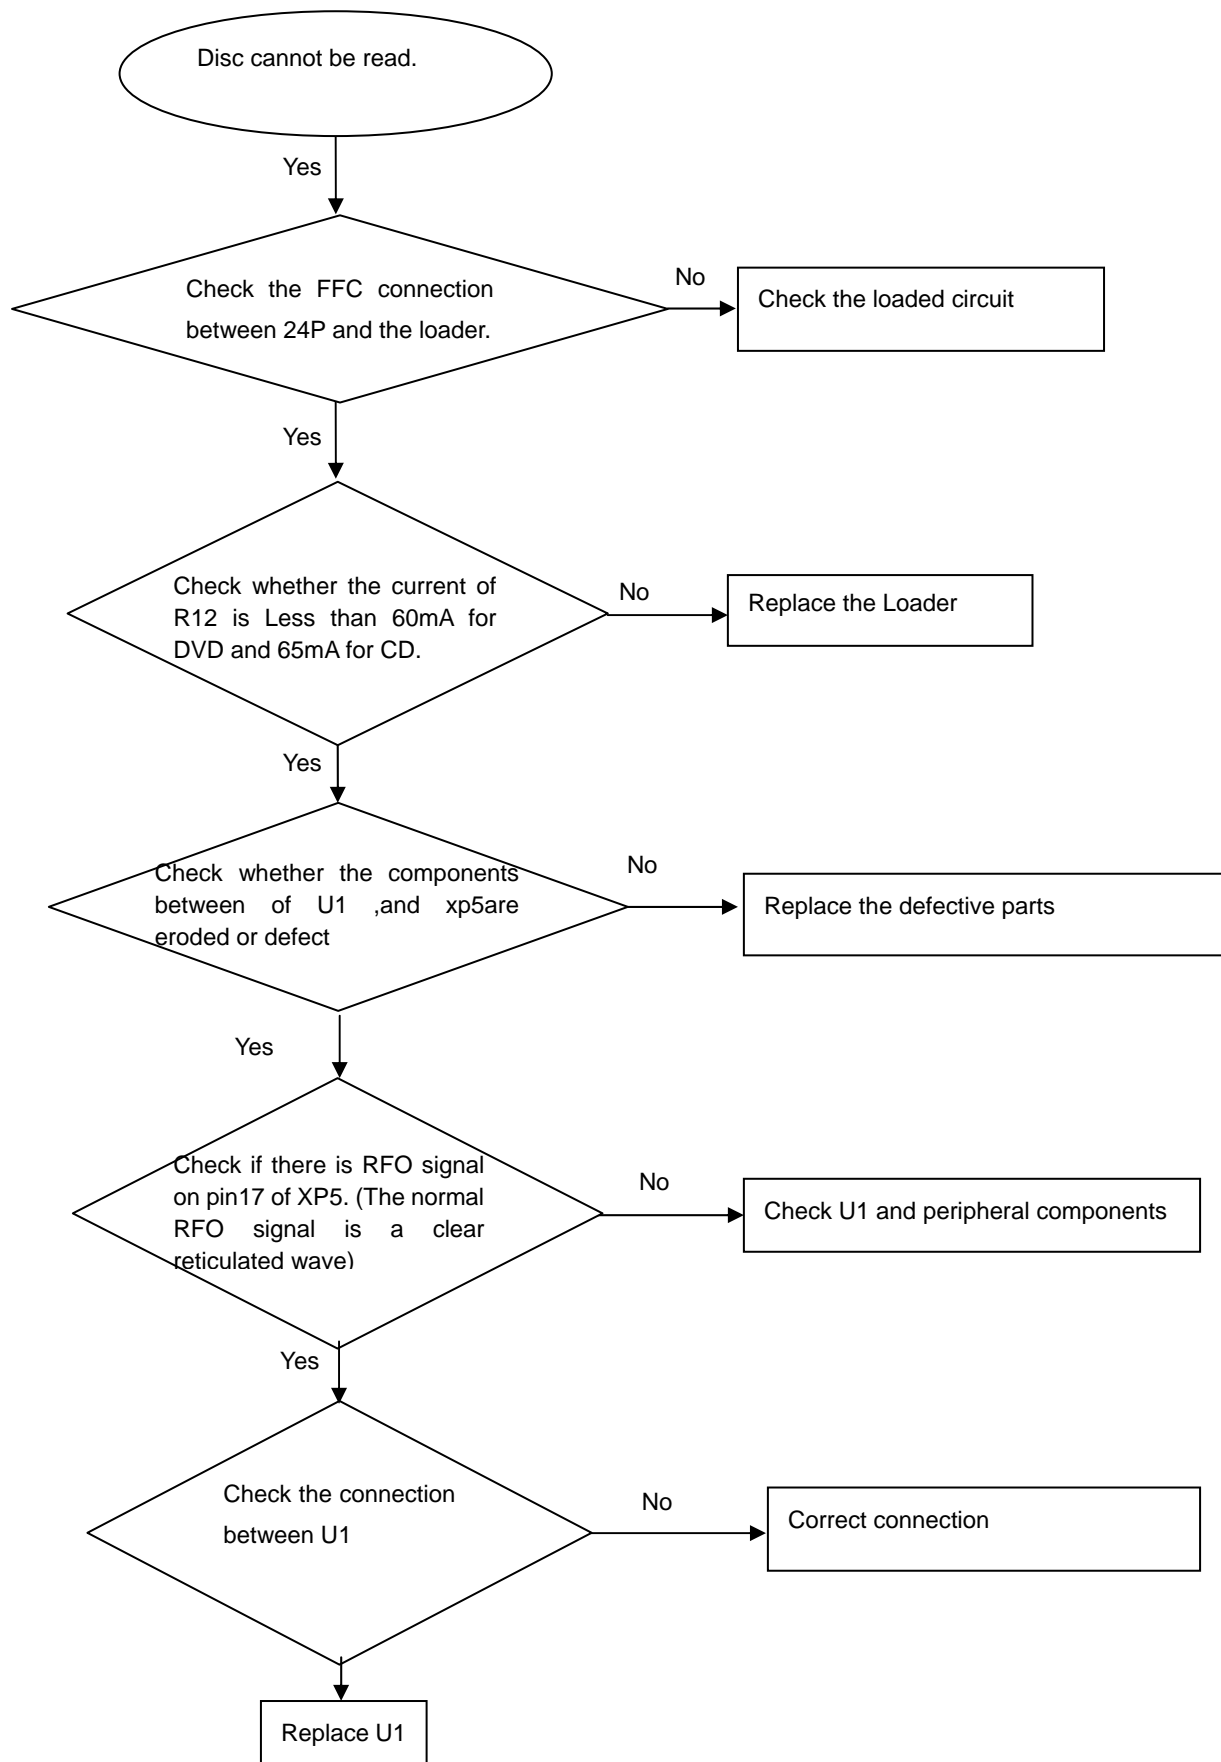 Disc cannot be read.
Yes
Check the FFC connection
between 24P and the loader.
No
Check the loaded circuit
Yes
Check whether the current of
R12 is Less than 60mA for
DVD and 65mA for CD.
No
Replace the Loader
Yes
Check whether the components
between of U1 ,and xp5are
eroded or defect
No
Replace the defective parts
Yes
Check if there is RFO signal
on pin17 of XP5. (The normal
RFO signal is a clear
reticulated wave)
No
Check U1 and peripheral components
Yes
Check the connection
between U1
No
Correct connection
Replace U1